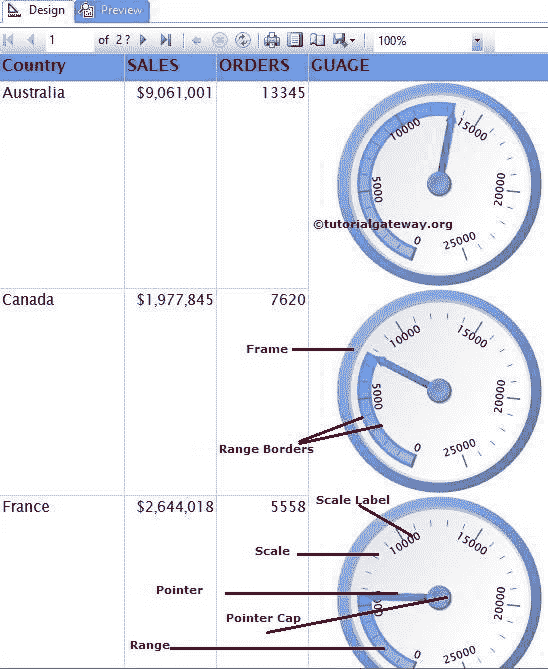 Design Preview
1 of 2 ? 100%
Country SALES ORDERS GUAGE
Australia $9,061,001 13345
0 5000 10000 15000 20000 25000
©tutorialgateway.org
Canada $1,977,845 7620
0 5000 10000 15000 25000
Frame
Range Borders
France $2,644,018 5558
Scale Label
10000 15000 20000 25000 0
Scale
Pointer
Pointer Cap
Range